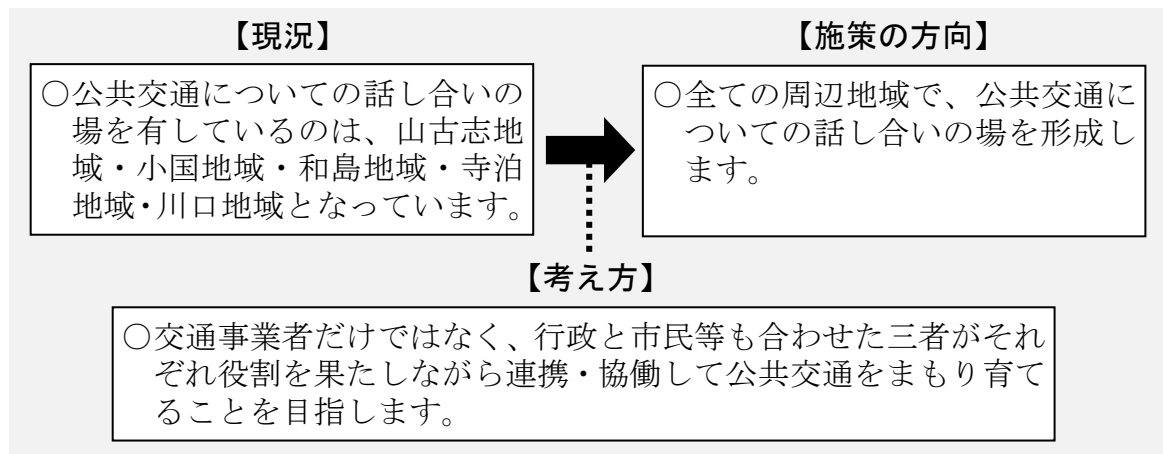 【現況】
○公共交通についての話し合いの
場を有しているのは、山古志地
域・小国地域・和島地域・寺泊
地域・川口地域となっています。
【施策の方向】
○全ての周辺地域で、公共交通に
ついての話し合いの場を形成し
ます。
【考え方】
○交通事業者だけではなく、行政と市民等も合わせた三者がそれ
ぞれ役割を果たしながら連携・協働して公共交通をまもり育て
ることを目指します。